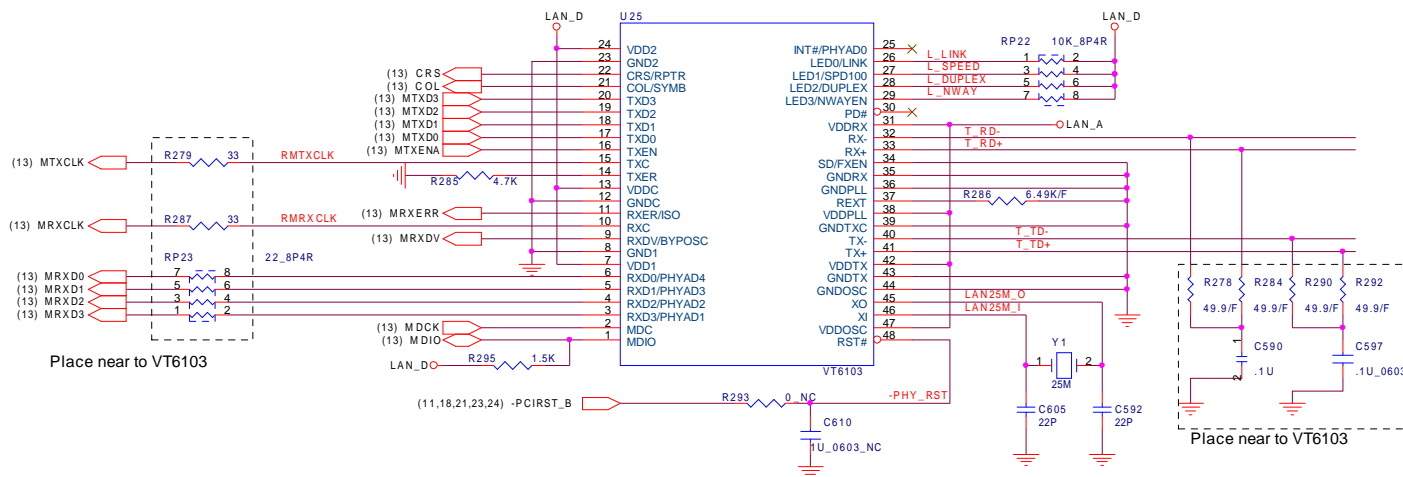 LAN_D
U25
LAN_D
24 VDD2
23 GND2
(13) CRS 22 CRS/RPTR
(13) COL 21 COL/SYMB
(13) MTXD3 20 TXD3
(13) MTXD2 19 TXD2
(13) MTXD1 18 TXD1
(13) MTXD0 17 TXD0
(13) MTXENA 16 TXEN
(13) MTXCLK R279 33 RMTXCLK 15 TXC
R285 4.7K 14 TXER
13 VDDC
12 GNDC
(13) MRXERR 11 RXER/ISO
(13) MRXCLK R287 33 RMRXCLK 10 RXC
(13) MRXDV 9 RXDV/BYPOSC
8 GND1
RP23 22_8P4R
7 VDD1
(13) MRXD0 7 8 6 RXD0/PHYAD4
(13) MRXD1 5 6 5 RXD1/PHYAD3
(13) MRXD2 3 4 4 RXD2/PHYAD2
(13) MRXD3 1 2 3 RXD3/PHYAD1
(13) MDCK 2 MDC
(13) MDIO 1 MDIO
Place near to VT6103
LAN_D R295 1.5K
VT6103
INT#/PHYAD0 25
RP22 10K_8P4R
LED0/LINK 26 L_LINK 1 2
LED1/SPD100 27 L_SPEED 3 4
LED2/DUPLEX 28 L_DUPLEX 5 6
LED3/NWAYEN 29 L_NWAY 7 8
PD# 30
VDDRX 31 LAN_A
RX- 32 T_RD-
RX+ 33 T_RD+
SD/FXEN 34
GNDRX 35
GNDPLL 36
REXT 37 R286 6.49K/F
VDDPLL 38
GNDTXC 39
TX- 40 T_TD-
TX+ 41 T_TD+
VDDTX 42
GNDTX 43
GNDOSC 44
XO 45 LAN25M_O
XI 46 LAN25M_I
VDDOSC 47
RST# 48
R278 R284 R290 R292
49.9/F 49.9/F 49.9/F 49.9/F
Y1
1 2
25M
1 C590 C597
2 .1U .1U_0603
(11,18,21,23,24) -PCIRST_B R293 0_NC -PHY_RST
C610
1U_0603_NC
C605 C592
22P 22P
Place near to VT6103